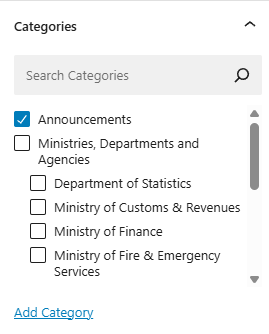 Categories
Search Categories
Announcements
Ministries, Departments and
Agencies
Department of Statistics
Ministry of Customs & Revenues
Ministry of Finance
Ministry of Fire & Emergency
Services
Add Category